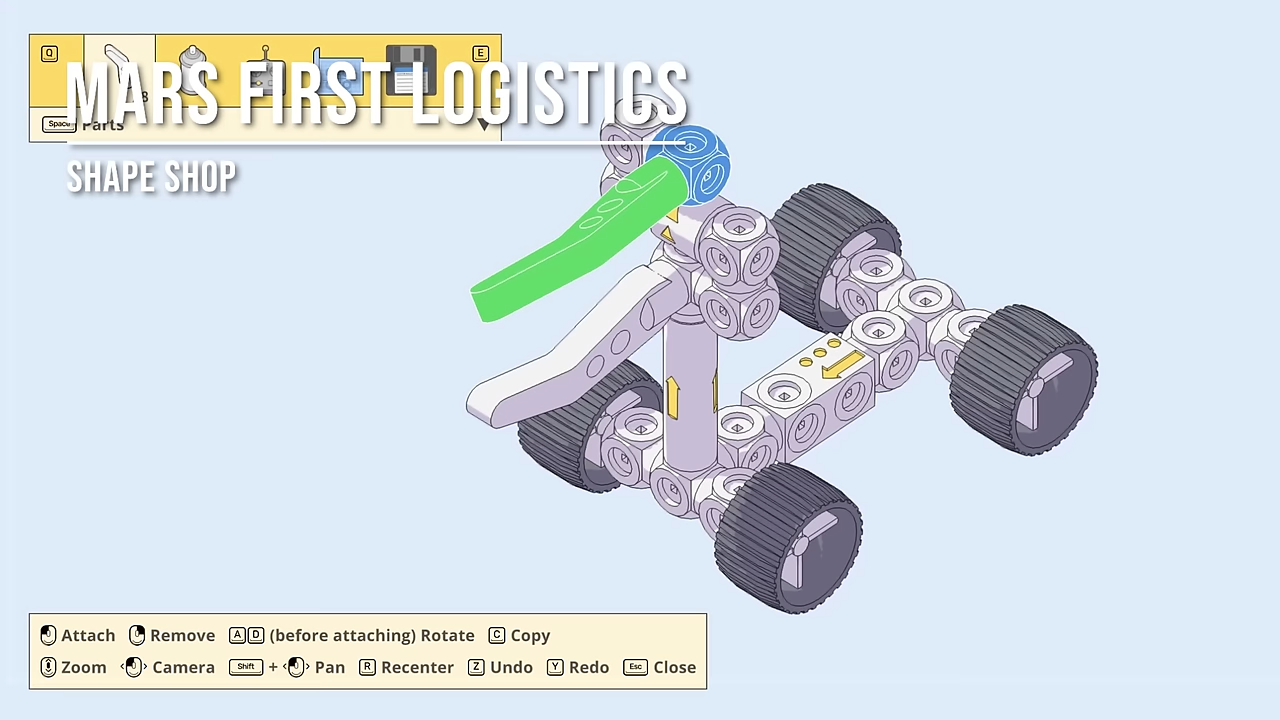 Q
E
MARS FIRST LOGISTICS
8
Space Parts
SHAPE SHOP
Attach Remove A D (before attaching) Rotate C Copy
Zoom Camera Shift + Pan R Recenter Z Undo Y Redo Esc Close